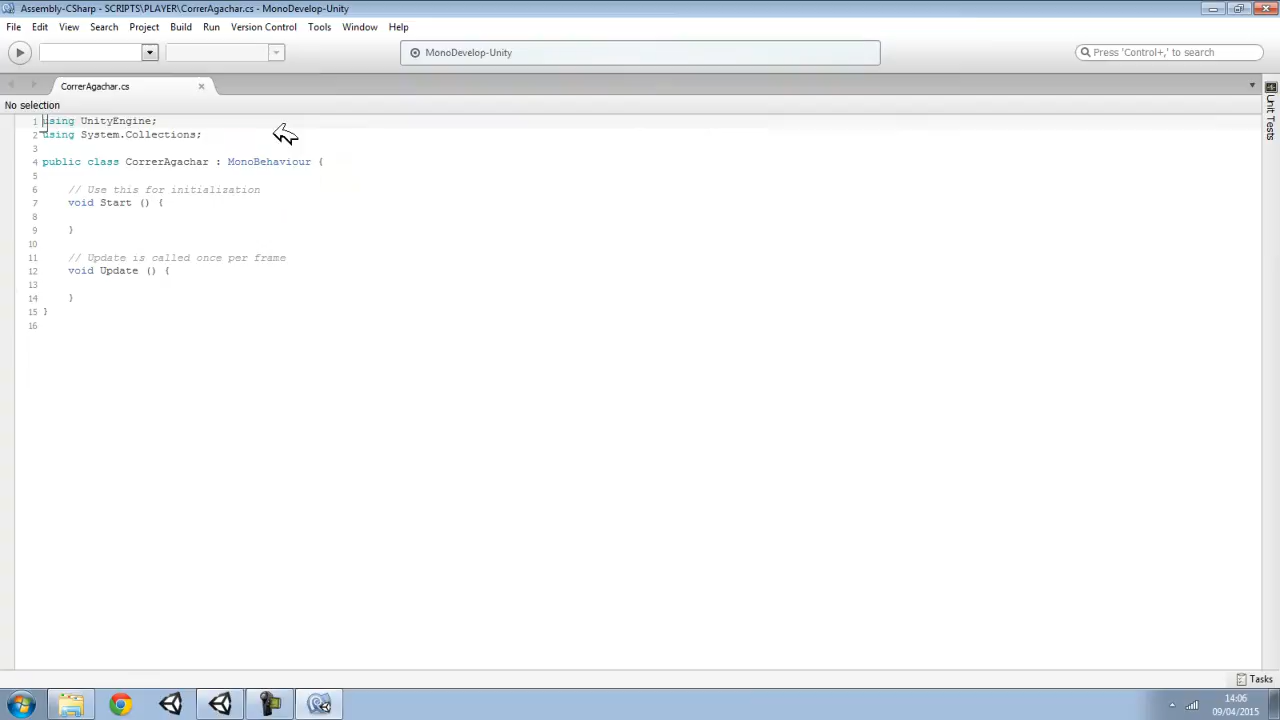 Assembly-CSharp - SCRIPTS\PLAYER\CorrerAgachar.cs - MonoDevelop-Unity
File Edit View Search Project Build Run Version Control Tools Window Help
MonoDevelop-Unity
Press 'Control+,' to search
CorrerAgachar.cs
No selection
1 using UnityEngine;
2 using System.Collections;
3
4 public class CorrerAgachar : MonoBehaviour {
5
6 // Use this for initialization
7 void Start () {
8
9 }
10
11 // Update is called once per frame
12 void Update () {
13
14 }
15 }
16
Unit Tests
Tasks
14:06
09/04/2015